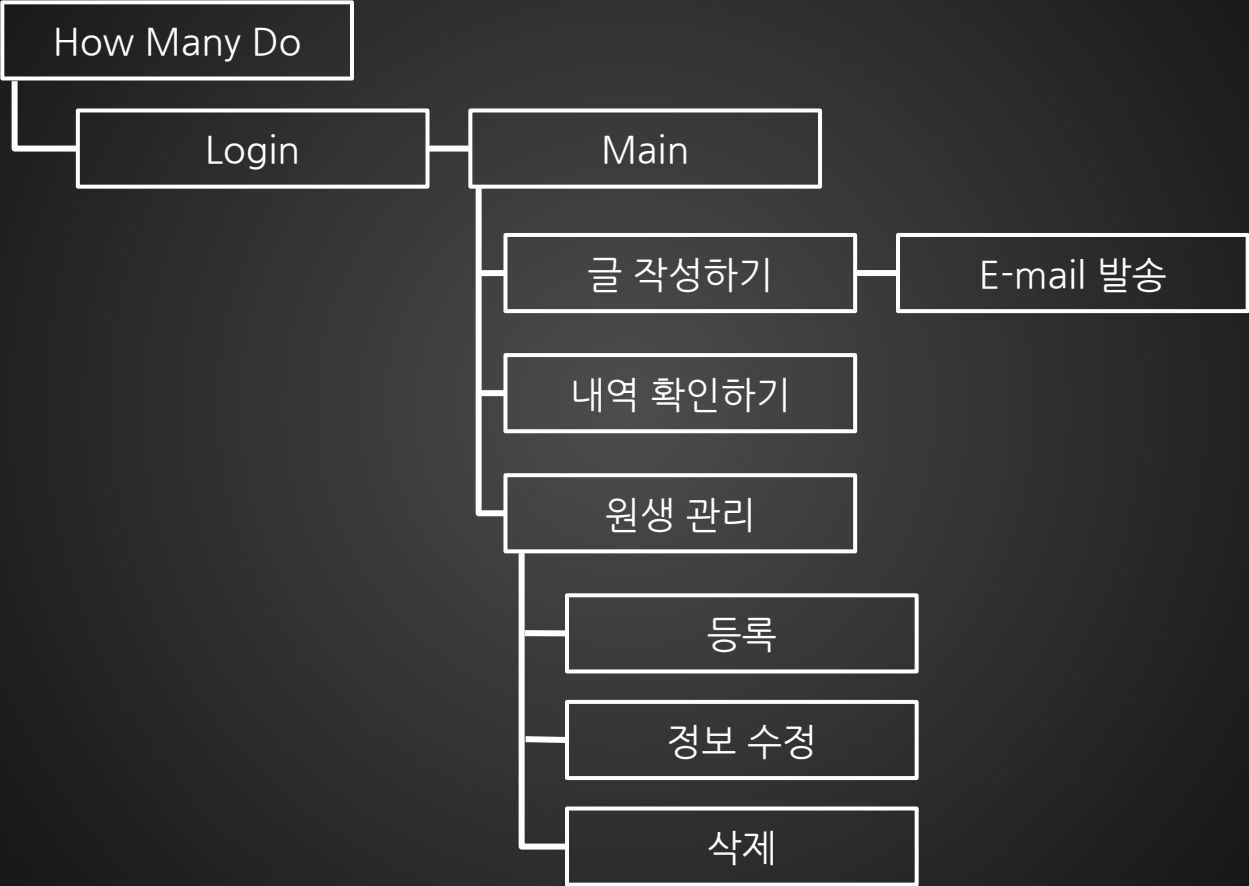 How Many Do
Login
Main
글 작성하기
E-mail 발송
내역 확인하기
원생 관리
등록
정보 수정
삭제